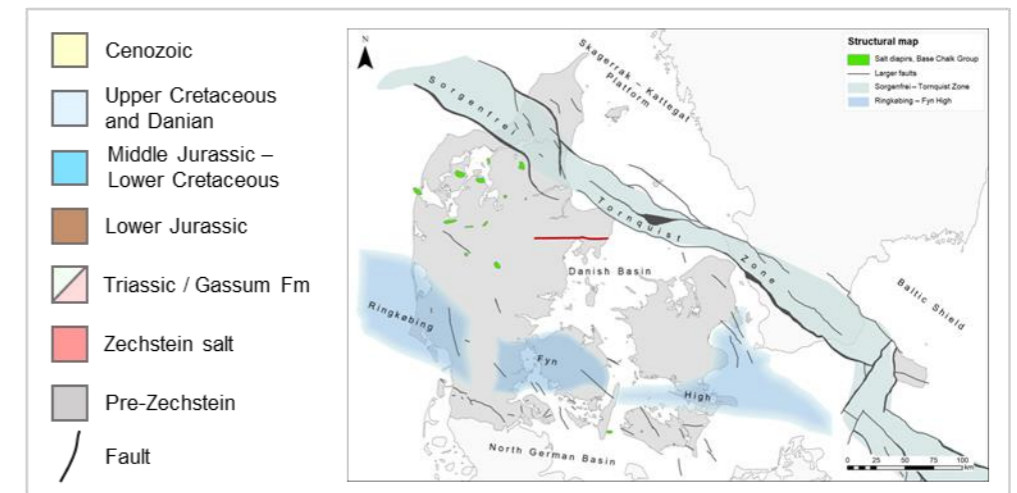 Cenozoic
Upper Cretaceous
and Danian
Middle Jurassic –
Lower Cretaceous
Lower Jurassic
Triassic / Gassum Fm
Zechstein salt
Pre-Zechstein
Fault
N
Skagerrak – Kattegat
Platform
Structural map
Salt diapirs, Base Chalk Group
Larger faults
Sorgenfrei – Tornquist Zone
Ringkøbing – Fyn High
Sorgenfrei
Tornquist
Zone
Danish Basin
Baltic Shield
Ringkøbing
Fyn
High
North German Basin
0 25 50 75 100
km